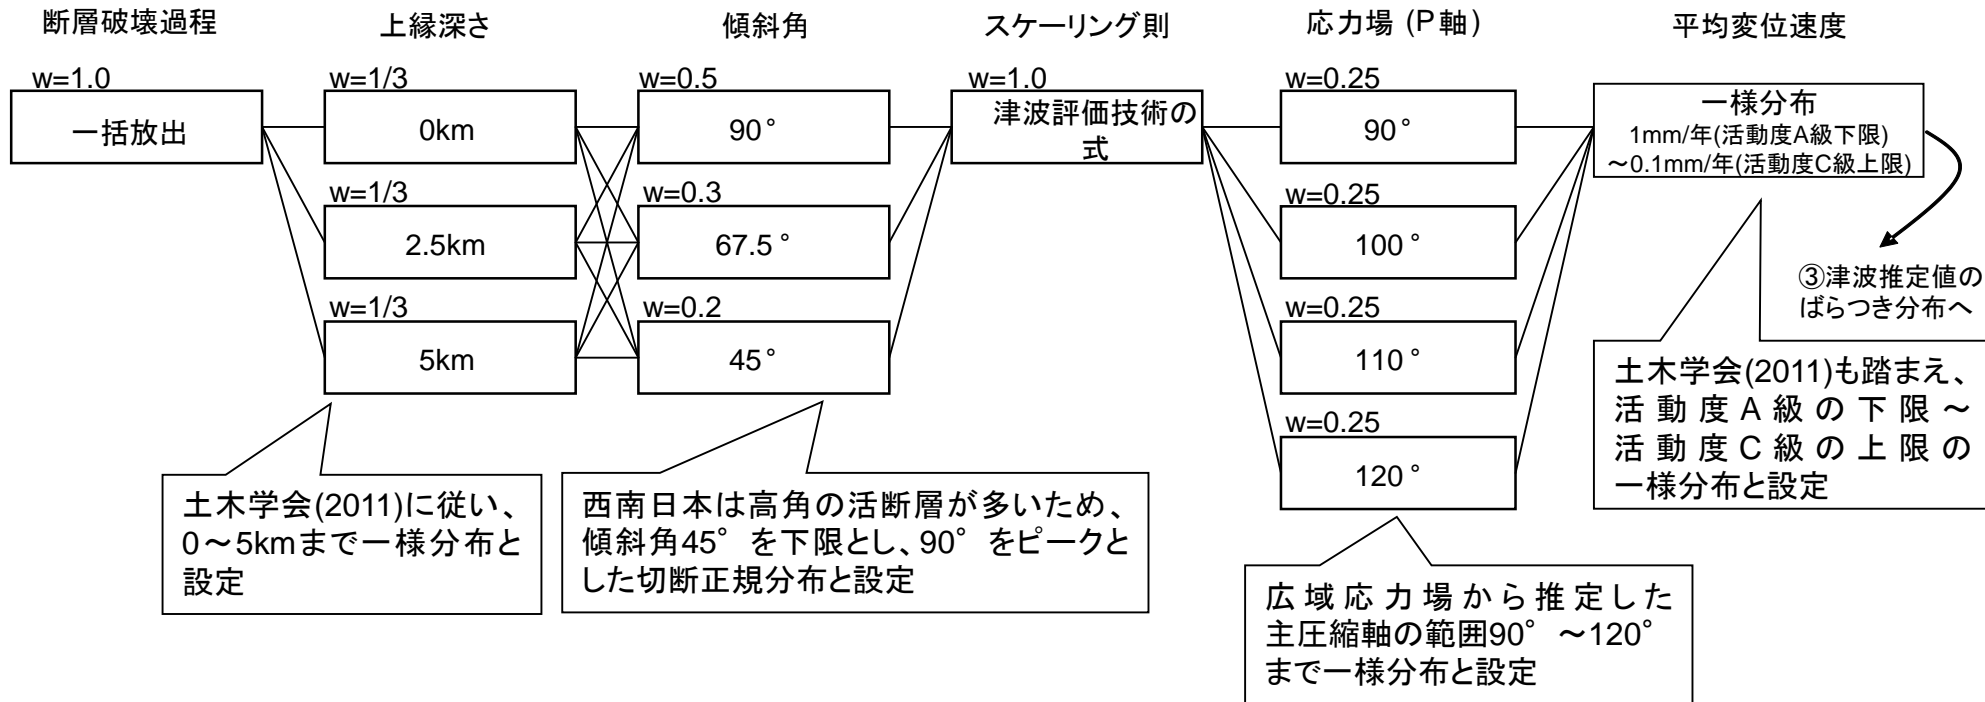 断層破壊過程
上縁深さ
傾斜角
スケーリング則
応力場 (P軸)
平均変位速度
w=1.0
一括放出
w=1/3
0km
w=1/3
2.5km
w=1/3
5km
w=0.5
90°
w=0.3
67.5°
w=0.2
45°
w=1.0
津波評価技術の
式
w=0.25
90°
w=0.25
100°
w=0.25
110°
w=0.25
120°
一様分布
1mm/年(活動度A級下限)
～0.1mm/年(活動度C級上限)
③津波推定値の
ばらつき分布へ
土木学会(2011)に従い、
0～5kmまで一様分布と
設定
西南日本は高角の活断層が多いため、
傾斜角45°を下限とし、90°をピークと
した切断正規分布と設定
広域応力場から推定した
主圧縮軸の範囲90°～120°
まで一様分布と設定
土木学会(2011)も踏まえ、
活動度A級の下限～
活動度C級の上限の
一様分布と設定